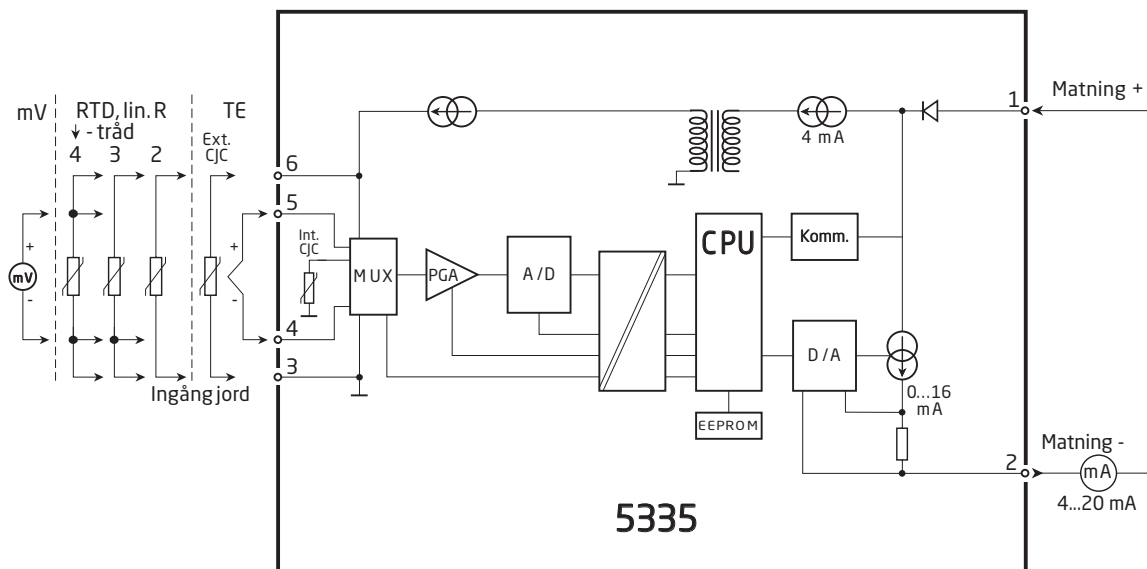 mV
RTD, lin. R
- tråd
4 3 2
TE
Ext.
CJC
+
mV
-
+
-
Ingång jord
6
5
4
3
Int.
CJC
MUX
PGA
A/D
CPU
Komm.
D/A
EEPROM
4 mA
0...16
mA
1
Matning +
Matning -
2
mA
4...20 mA
5335